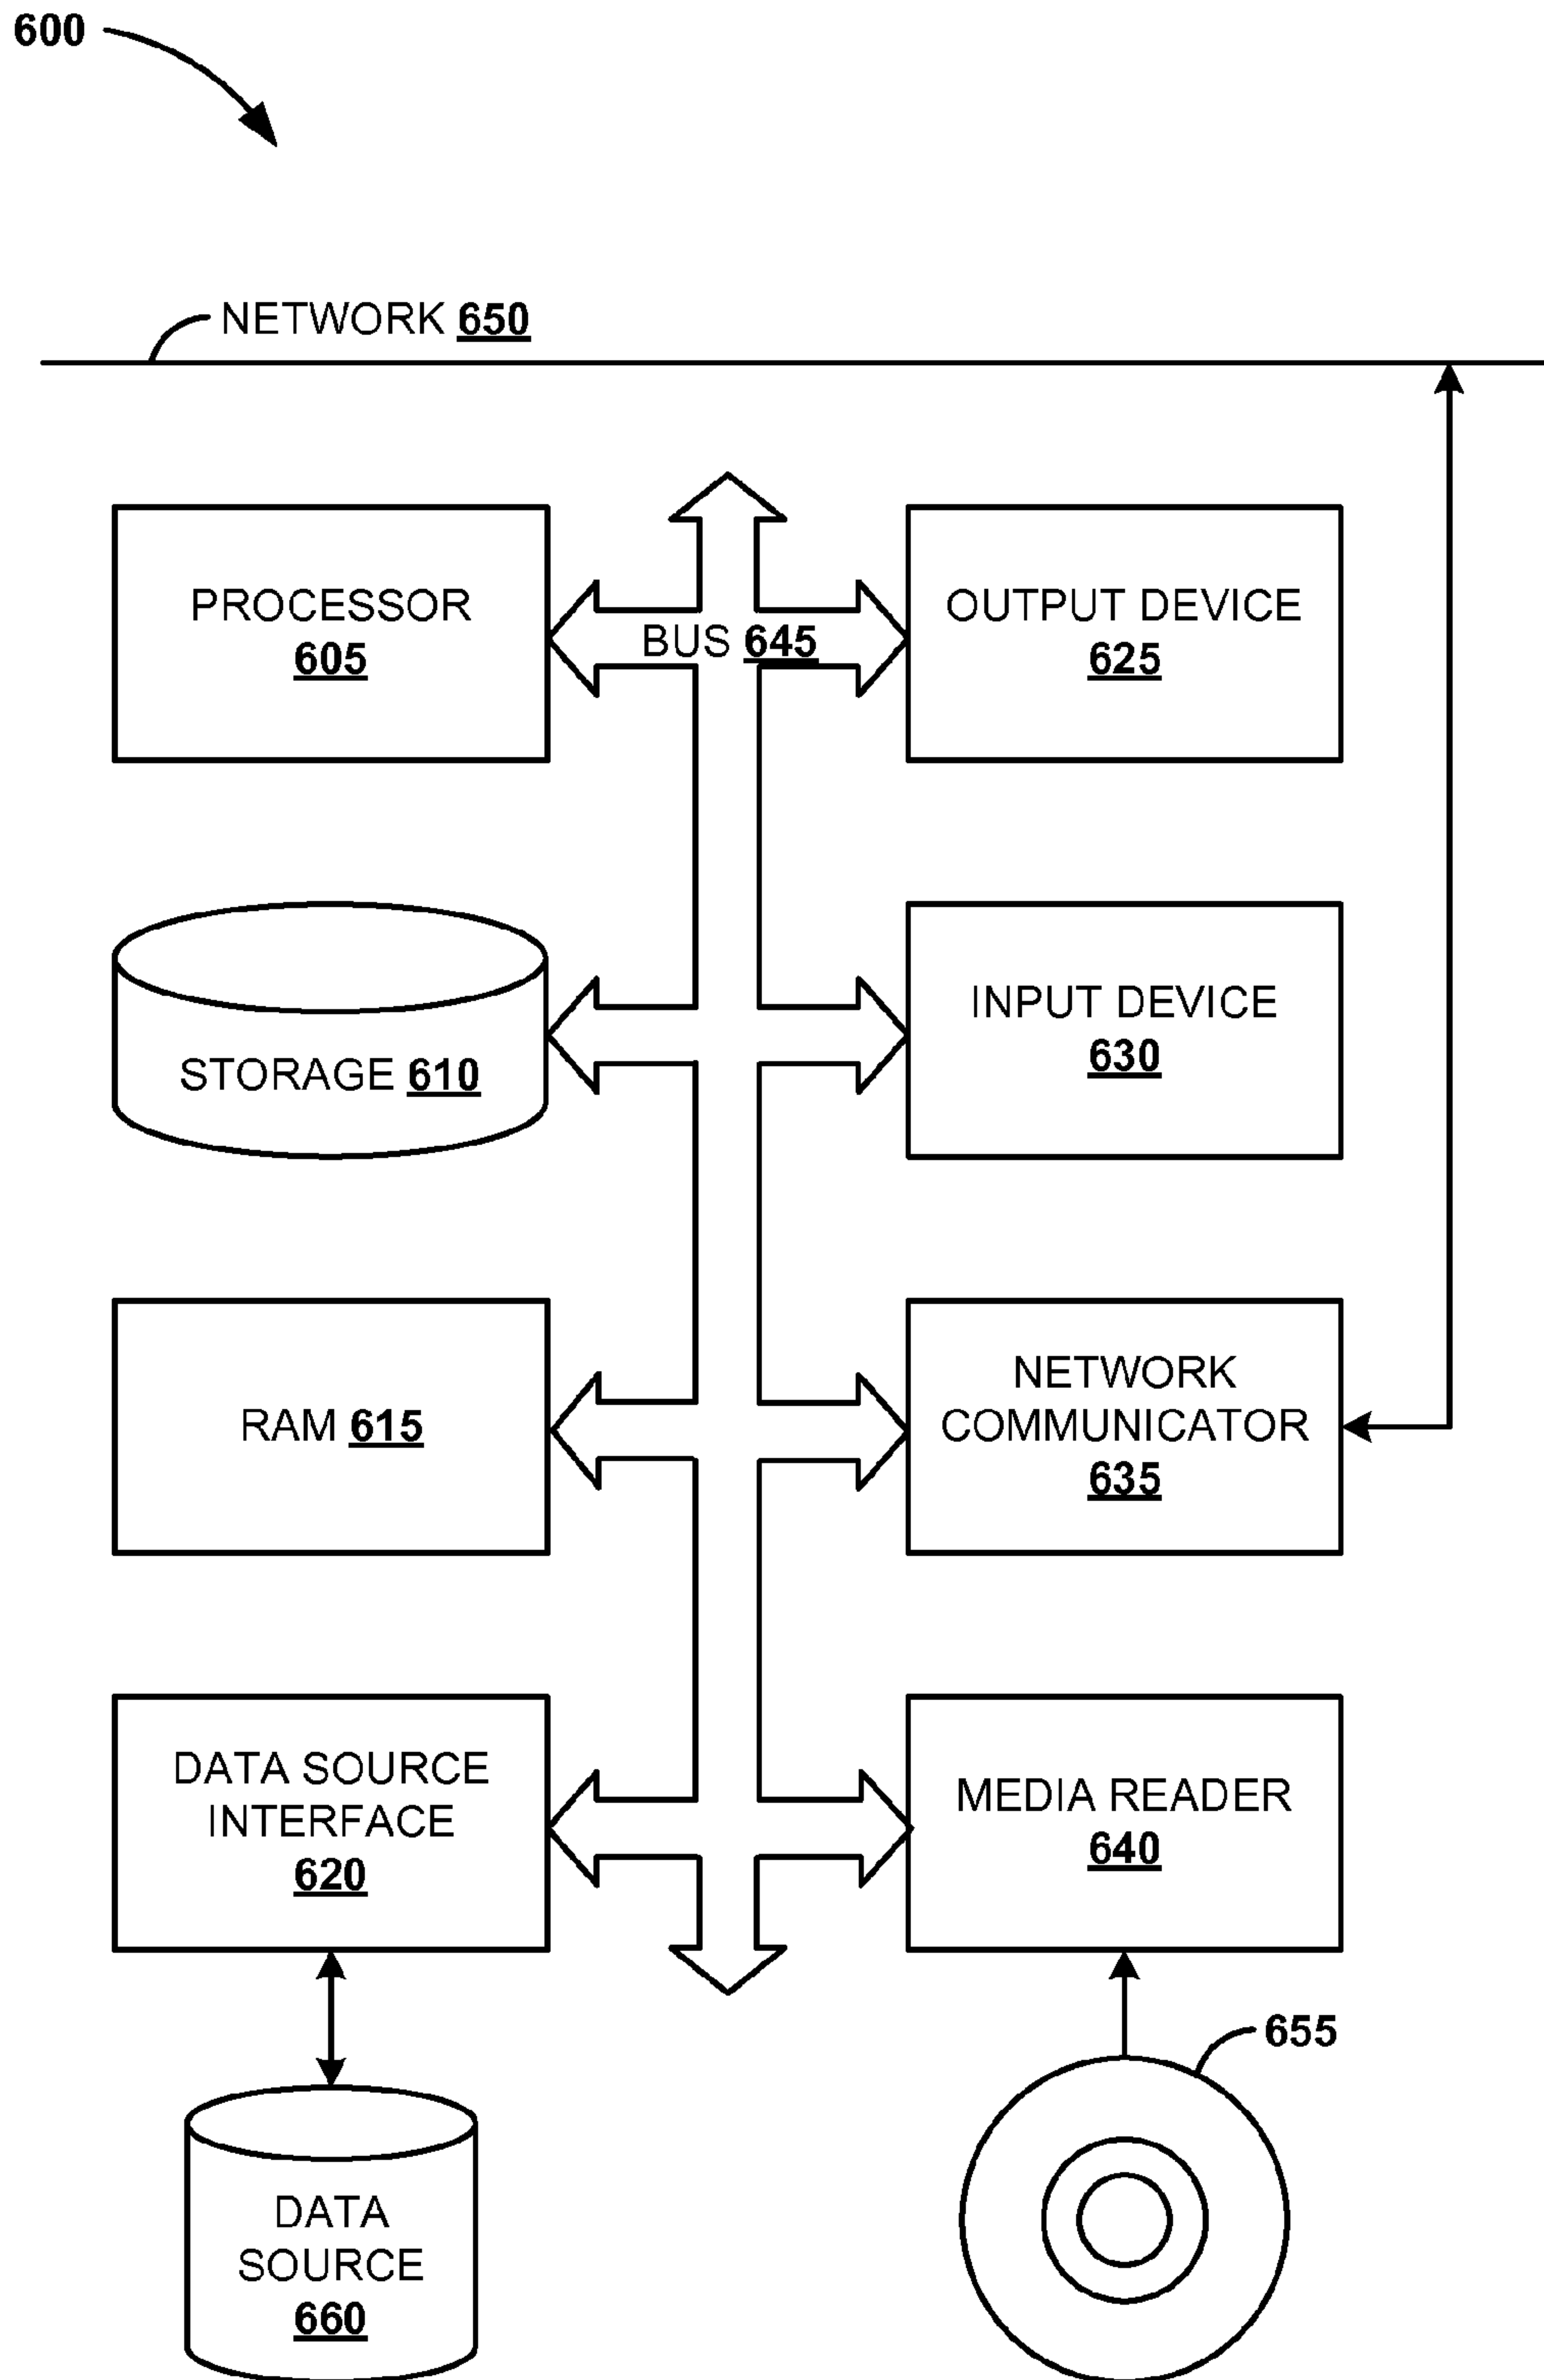 600
NETWORK 650
PROCESSOR
605
BUS 645
OUTPUT DEVICE
625
STORAGE 610
INPUT DEVICE
630
RAM 615
NETWORK
COMMUNICATOR
635
DATA SOURCE
INTERFACE
620
MEDIA READER
640
655
DATA
SOURCE
660